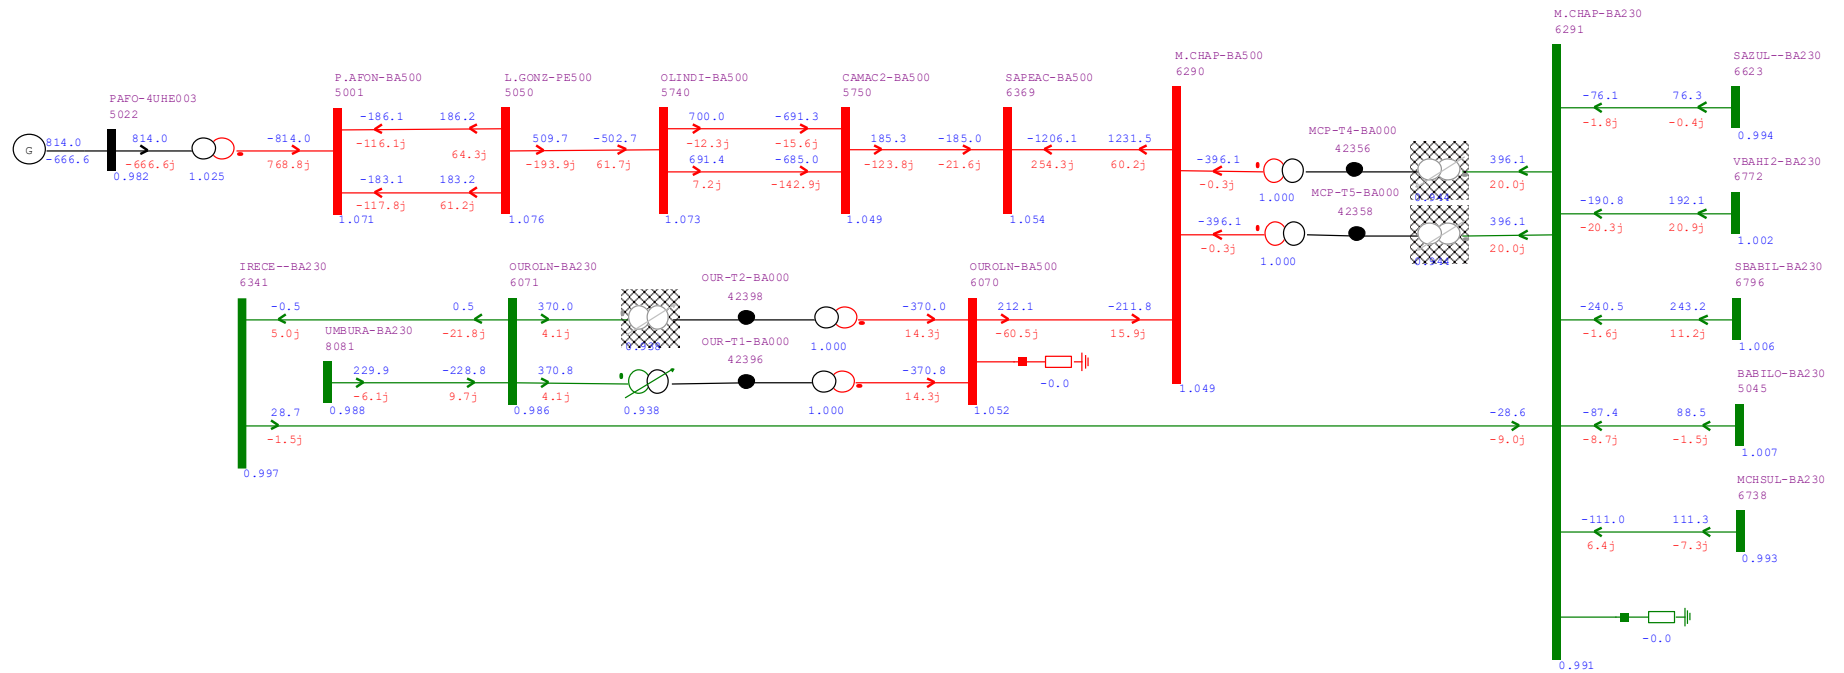 M.CHAP-BA230
6291
SAZUL--BA230
6623
-76.1 76.3
-1.8j -0.4j
0.994
VBAHI2-BA230
6772
-190.8 192.1
-20.3j 20.9j
1.002
SBABIL-BA230
6796
-240.5 243.2
-1.6j 11.2j
1.006
BABILO-BA230
5045
-87.4 88.5
-8.7j -1.5j
1.007
MCHSUL-BA230
6738
-111.0 111.3
6.4j -7.3j
0.993
-0.0
0.991
PAFO-4UHE003
5022
G
814.0
-666.6
814.0
-666.6j
0.982
1.025
-814.0
768.8j
P.AFON-BA500
5001
-186.1 186.2
-116.1j 64.3j
-183.1 183.2
-117.8j 61.2j
1.071
L.GONZ-PE500
5050
509.7 -502.7
-193.9j 61.7j
1.076
OLINDI-BA500
5740
700.0 -691.3
-12.3j -15.6j
691.4 -685.0
7.2j -142.9j
1.073
CAMAC2-BA500
5750
185.3 -185.0
-123.8j -21.6j
1.049
SAPEAC-BA500
6369
-1206.1 1231.5
254.3j 60.2j
1.054
M.CHAP-BA500
6290
-396.1
-0.3j
-396.1
-0.3j
1.049
MCP-T4-BA000
42356
1.000
396.1
20.0j
MCP-T5-BA000
42358
1.000
396.1
20.0j
IRECE--BA230
6341
-0.5 0.5
5.0j -21.8j
UMBURA-BA230
8081
229.9 -228.8
-6.1j 9.7j
0.988
28.7 -28.6
-1.5j -9.0j
0.997
OUROLN-BA230
6071
370.0
4.1j
370.8
4.1j
0.986
OUR-T2-BA000
42398
1.000
-370.0
14.3j
OUR-T1-BA000
42396
0.938
1.000
-370.8
14.3j
OUROLN-BA500
6070
212.1 -211.8
-60.5j 15.9j
-0.0
1.052